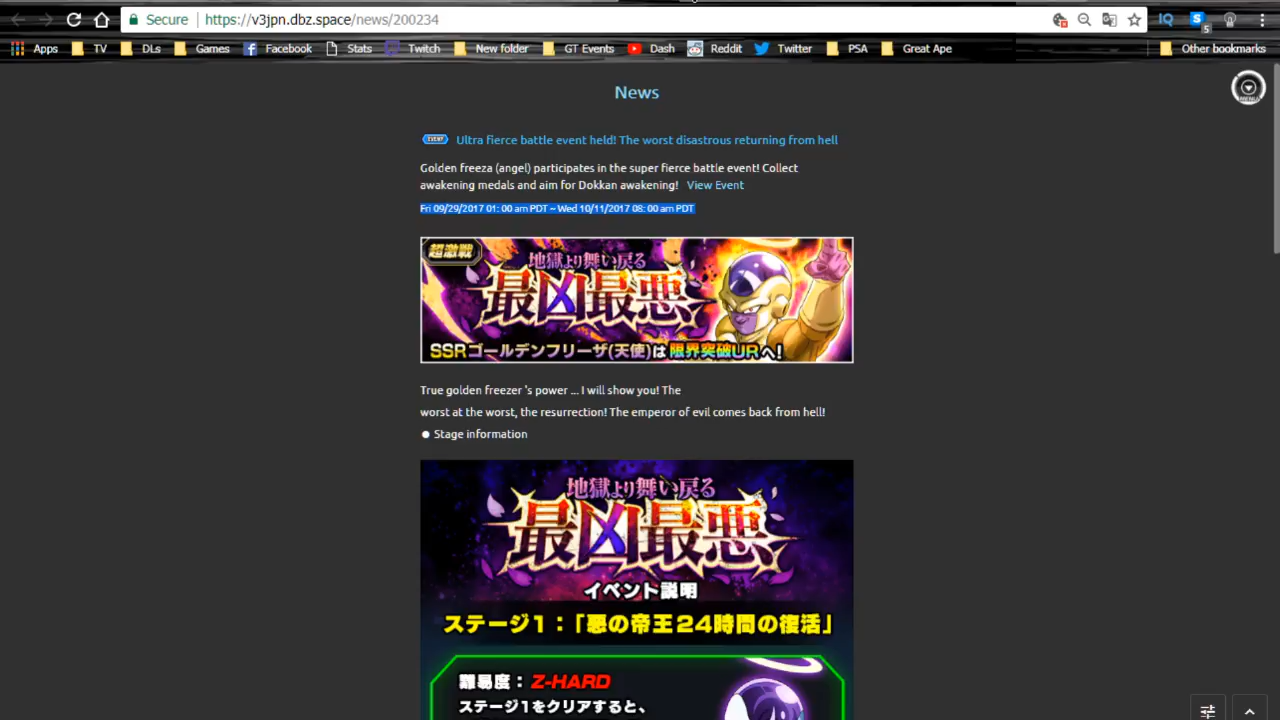 Secure https://v3jpn.dbz.space/news/200234 IQ S 5
Apps TV DLs Games Facebook Stats Twitch New folder GT Events Dash Reddit Twitter PSA Great Ape Other bookmarks
News
MENU
EVENT Ultra fierce battle event held! The worst disastrous returning from hell
Golden freeza (angel) participates in the super fierce battle event! Collect
awakening medals and aim for Dokkan awakening! View Event
Fri 09/29/2017 01: 00 am PDT ~ Wed 10/11/2017 08: 00 am PDT
超激戦
地獄より舞い戻る
最凶最悪
SSRゴールデンフリーザ(天使)は限界突破URへ!
True golden freezer 's power ... I will show you! The
worst at the worst, the resurrection! The emperor of evil comes back from hell!
Stage information
地獄より舞い戻る
最凶最悪
イベント説明
ステージ1:「悪の帝王24時間の復活」
難易度: Z-HARD
ステージ1をクリアすると、